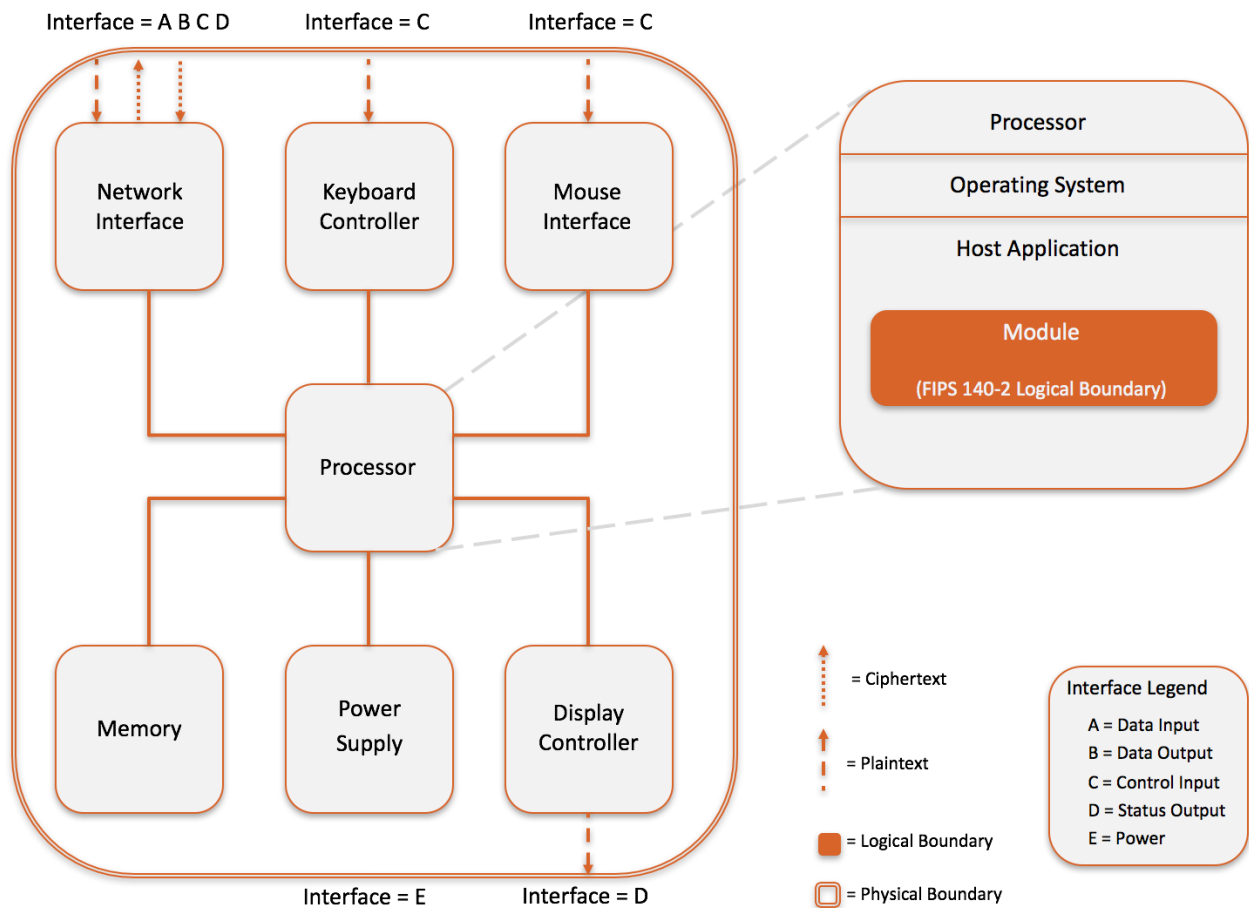 Interface = A B C D
Interface = C
Interface = C
Network
Interface
Keyboard
Controller
Mouse
Interface
Processor
Memory
Power
Supply
Display
Controller
Interface = E
Interface = D
Processor
Operating System
Host Application
Module
(FIPS 140-2 Logical Boundary)
= Ciphertext
= Plaintext
= Logical Boundary
= Physical Boundary
Interface Legend
A = Data Input
B = Data Output
C = Control Input
D = Status Output
E = Power